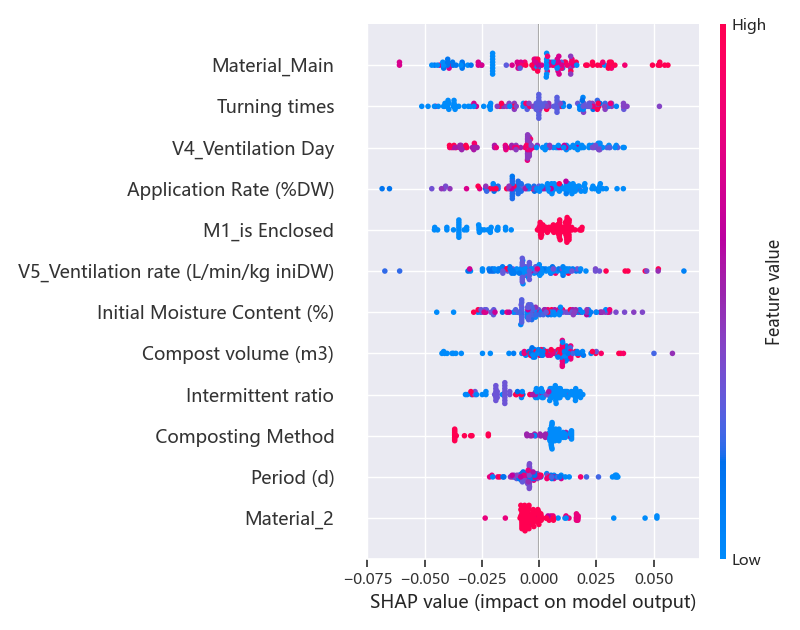 High
Material_Main
Turning times
V4_Ventilation Day
Application Rate (%DW)
M1_is Enclosed
V5_Ventilation rate (L/min/kg iniDW)
Initial Moisture Content (%)
Compost volume (m3)
Intermittent ratio
Composting Method
Period (d)
Material_2
Feature value
Low
−0.075 −0.050 −0.025 0.000 0.025 0.050
SHAP value (impact on model output)